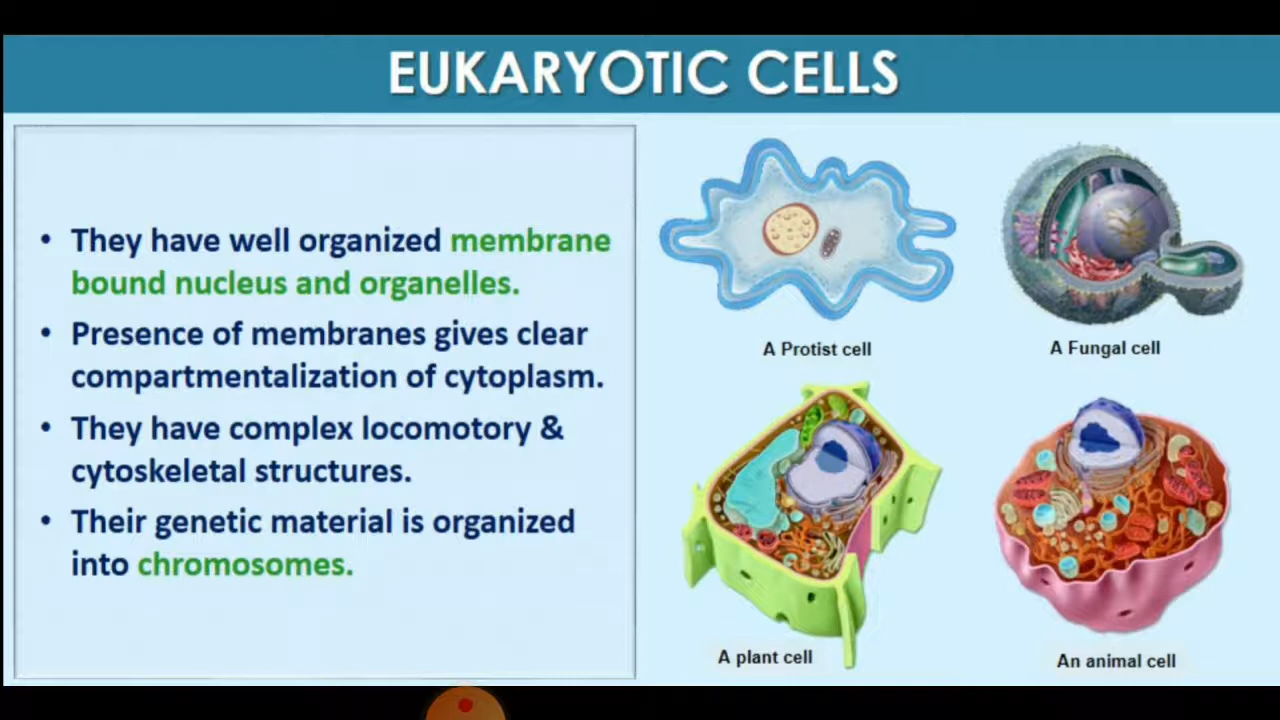 EUKARYOTIC CELLS
• They have well organized membrane
bound nucleus and organelles.
• Presence of membranes gives clear
compartmentalization of cytoplasm.
• They have complex locomotory &
cytoskeletal structures.
• Their genetic material is organized
into chromosomes.
A Protist cell
A Fungal cell
A plant cell
An animal cell